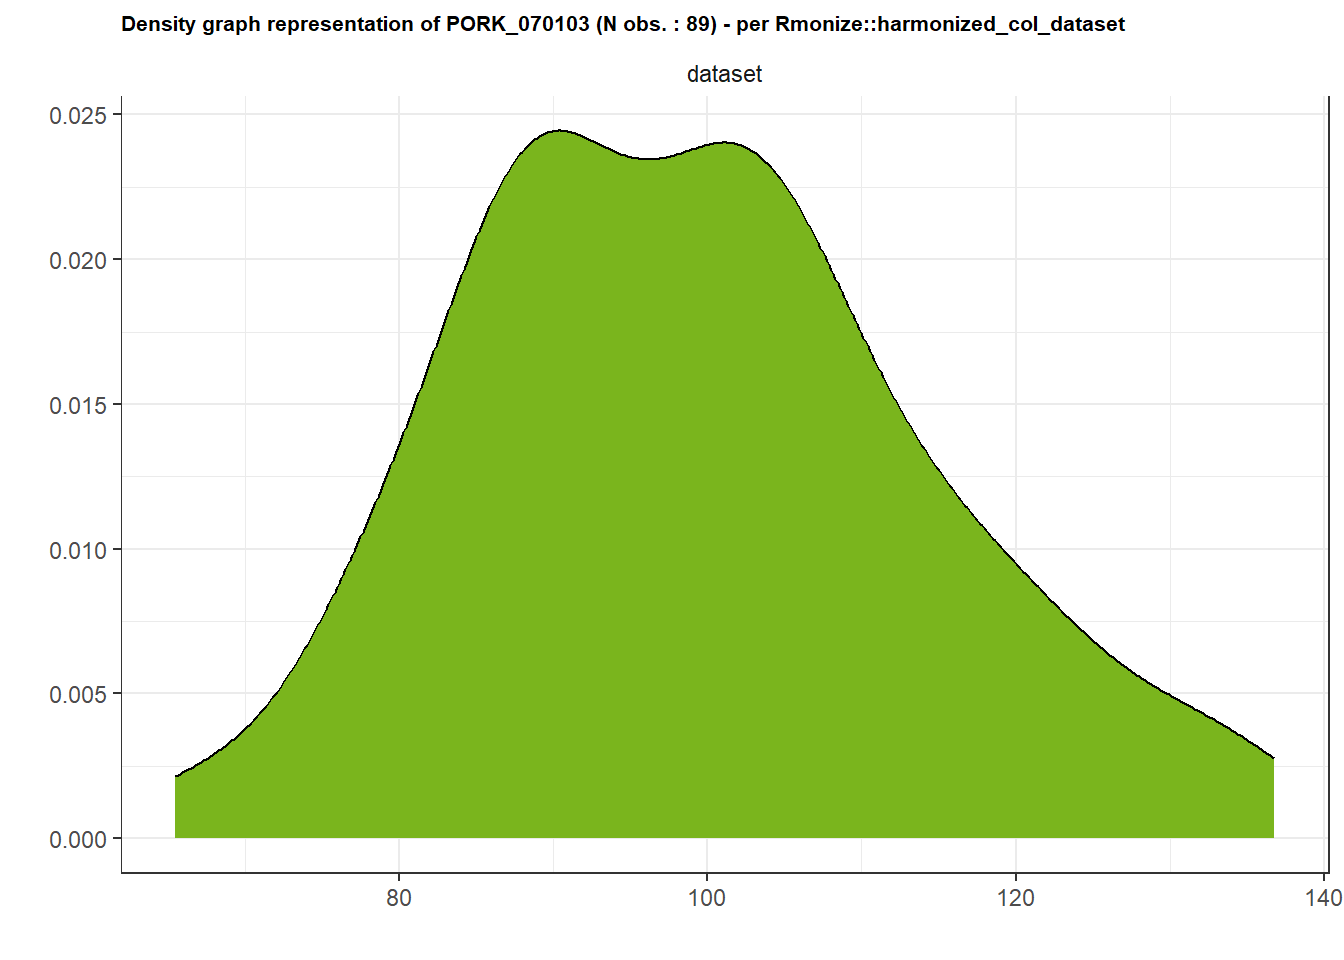 Density graph representation of PORK_070103 (N obs. : 89) - per Rmonize::harmonized_col_dataset
dataset
0.025
0.020
0.015
0.010
0.005
0.000
80 100 120 140